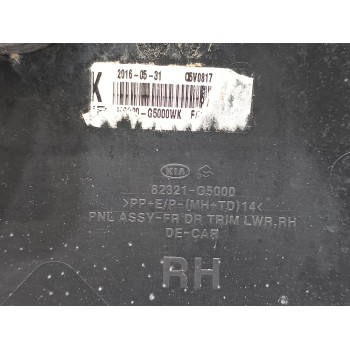 K 2016-05-31 05V0817
-G5000WK
KIA
82321-G5000
>PP+E/P-(MH+TD)14<
PNL ASSY-FR DR TRIM LWR.RH
DE-CAR
RH